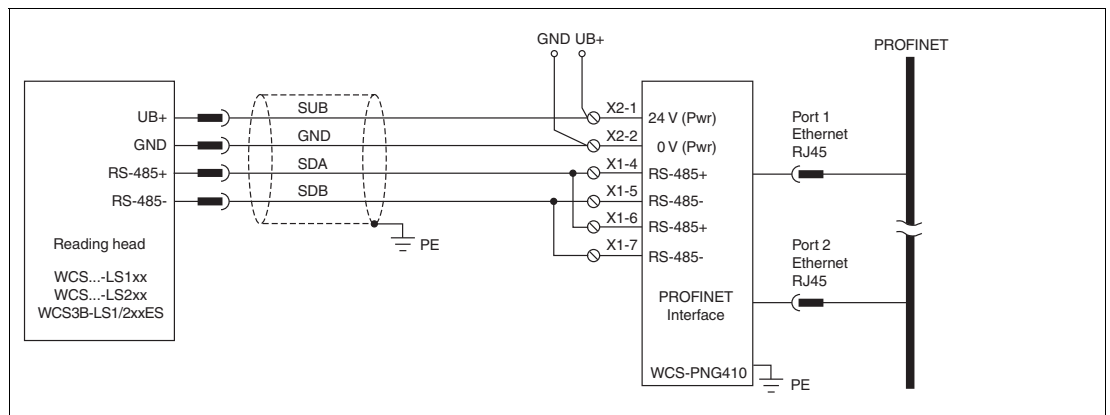 GND UB+
PROFINET
UB+
GND
RS-485+
RS-485-
Reading head
WCS...-LS1xx
WCS...-LS2xx
WCS3B-LS1/2xxES
SUB
GND
SDA
SDB
PE
X2-1
X2-2
X1-4
X1-5
X1-6
X1-7
24 V (Pwr)
0 V (Pwr)
RS-485+
RS-485-
RS-485+
RS-485-
PROFINET
Interface
WCS-PNG410
PE
Port 1
Ethernet
RJ45
Port 2
Ethernet
RJ45